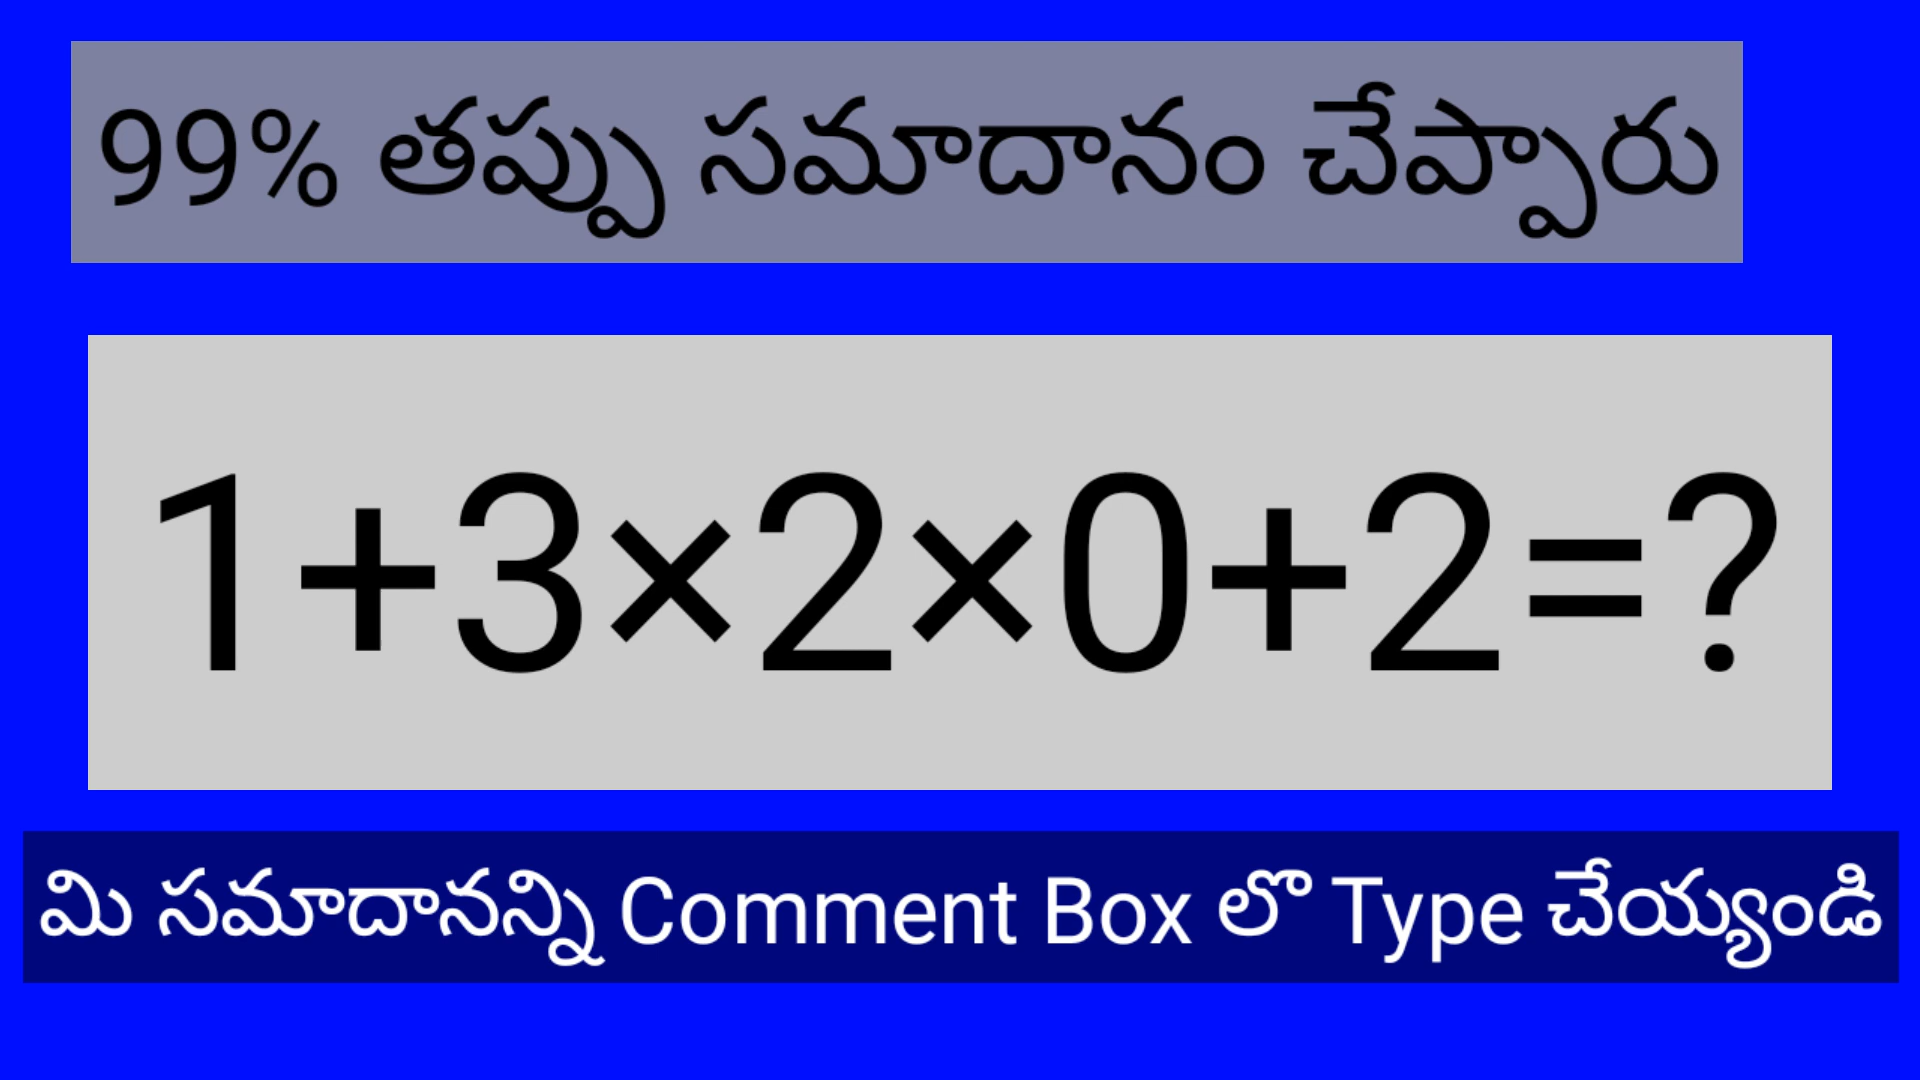 99% తప్పు సమాదానం చేప్పారు
1+3×2×0+2=?
మి సమాదానన్ని Comment Box లొ Type చేయ్యండి